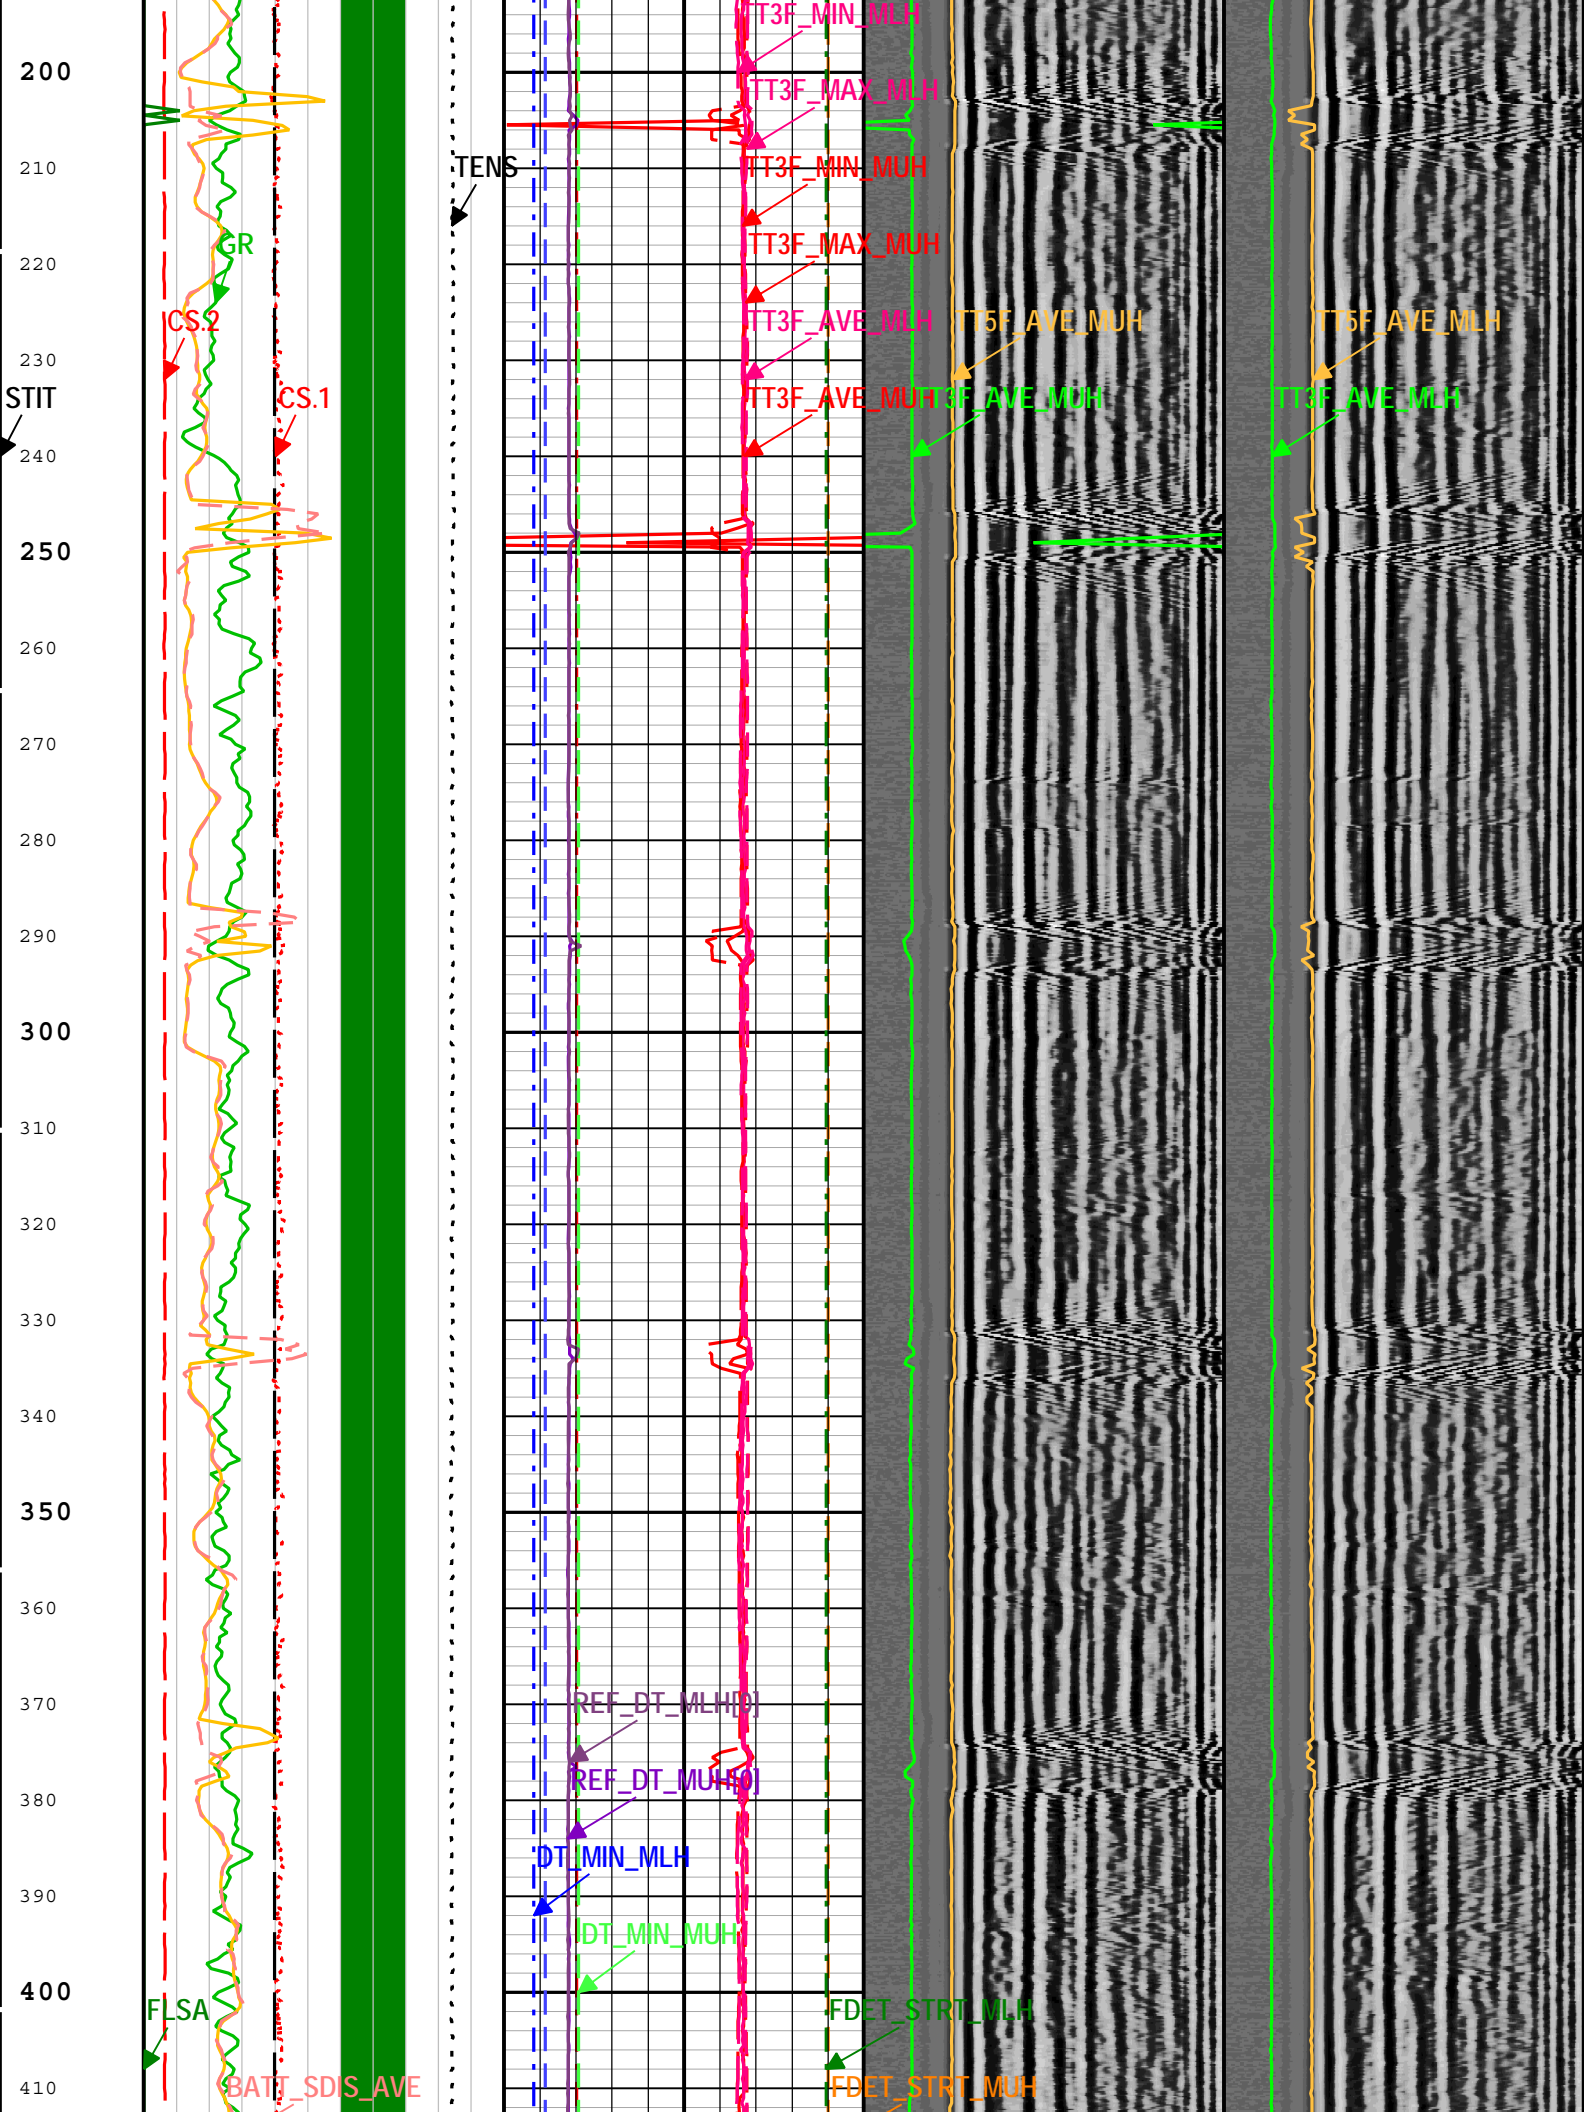 TT3F_MIN_MLH
200
TT3F_MAX_MLH
210
TENS
TT3F_MIN_MUH
GR
TT3F_MAX_MUH
220
CS.2
TT3F_AVE_MLH
TT5F_AVE_MUH
TT5F_AVE_MLH
230
STIT
CS.1
TT3F_AVE_MUH
TT3F_AVE_MUH
TT3F_AVE_MLH
240
250
260
270
280
290
300
310
320
330
340
350
360
370
REF_DT_MLH[0]
REF_DT_MUH[0]
380
DT_MIN_MLH
390
DT_MIN_MUH
400
FLSA
FDET_STRT_MLH
410
BATT_SDIS_AVE
FDET_STRT_MUH